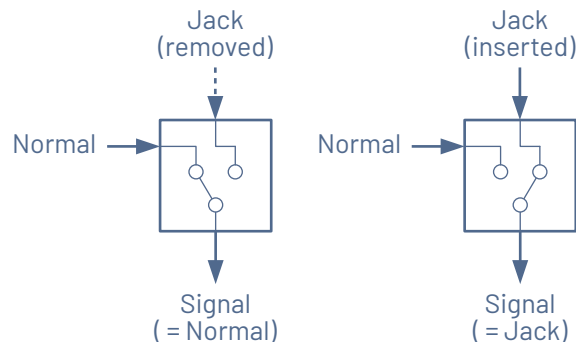 Jack
(removed)
Normal
Signal
( = Normal)
Jack
(inserted)
Normal
Signal
( = Jack)